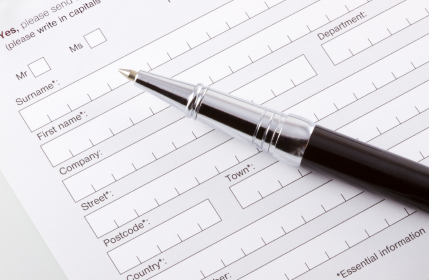 Yes, please send
(please write in capitals
Mr
Ms
Surname*:
Department:
First name*:
Company:
Street*:
Town*:
Postcode*:
Country*:
*Essential information